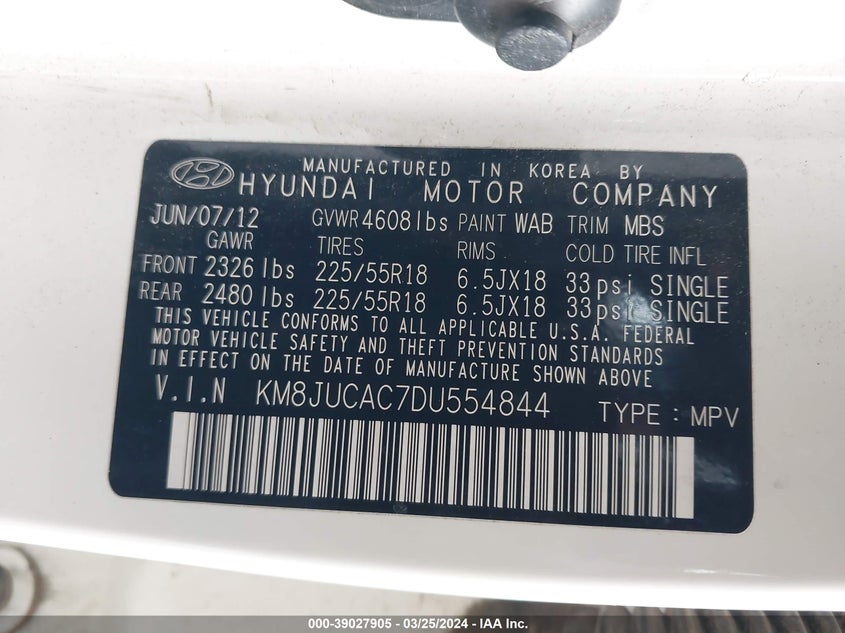 MANUFACTURED IN KOREA BY
HYUNDAI MOTOR COMPANY
JUN/07/12 GVWR 4608lbs PAINT WAB TRIM MBS
GAWR TIRES RIMS COLD TIRE INFL
FRONT 2326 lbs 225/55R18 6.5JX18 33psi SINGLE
REAR 2480 lbs 225/55R18 6.5JX18 33psi SINGLE
THIS VEHICLE CONFORMS TO ALL APPLICABLE U.S.A. FEDERAL
MOTOR VEHICLE SAFETY AND THEFT PREVENTION STANDARDS
IN EFFECT ON THE DATE OF MANUFACTURE SHOWN ABOVE
V.I.N KM8JUCAC7DU554844 TYPE : MPV
000-39027905 - 03/25/2024 - IAA Inc.